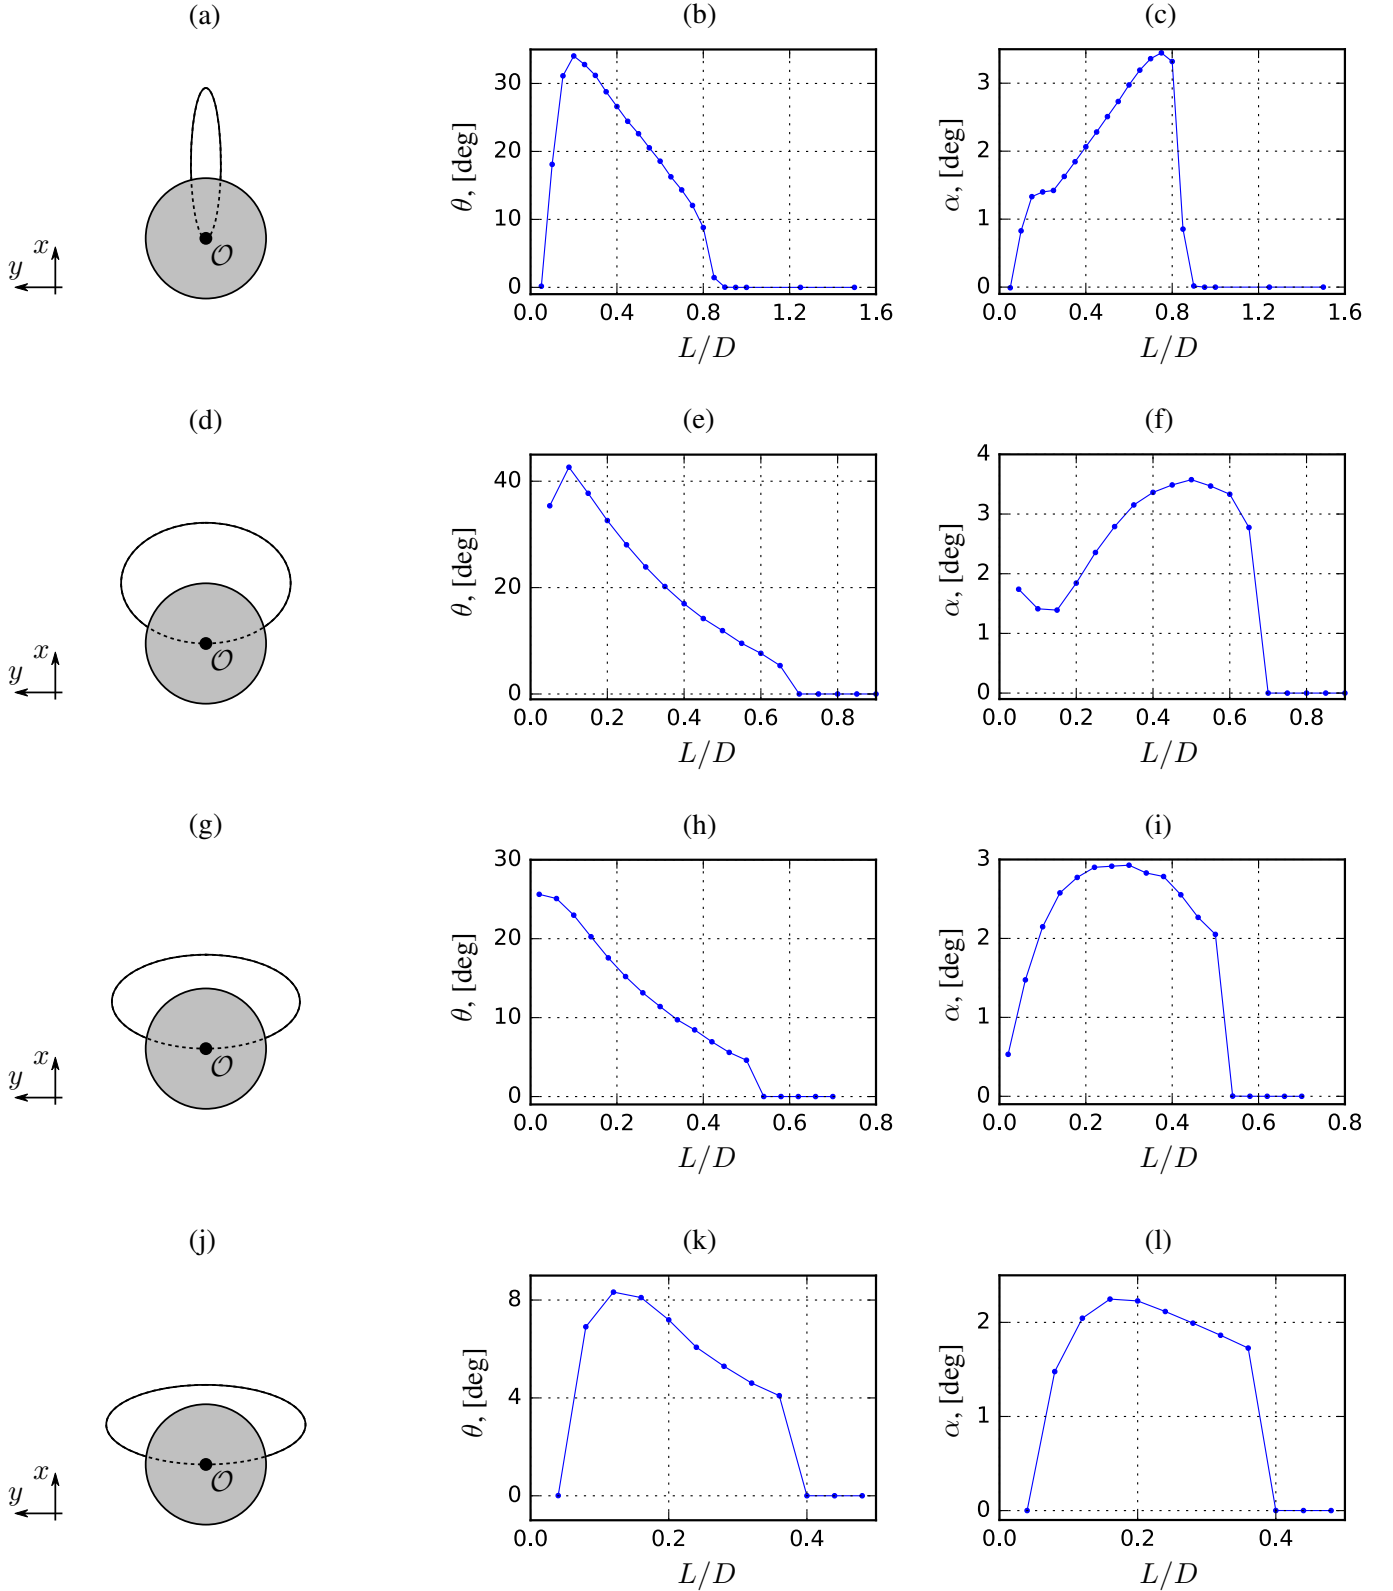 (a) (b) (c)
x
y
𝒪
θ, [deg]
30
20
10
0
0.0 0.4 0.8 1.2 1.6
L/D
α, [deg]
3
2
1
0
0.0 0.4 0.8 1.2 1.6
L/D
(d) (e) (f)
x
y
𝒪
θ, [deg]
40
20
0
0.0 0.2 0.4 0.6 0.8
L/D
α, [deg]
4
3
2
1
0
0.0 0.2 0.4 0.6 0.8
L/D
(g) (h) (i)
x
y
𝒪
θ, [deg]
30
20
10
0
0.0 0.2 0.4 0.6 0.8
L/D
α, [deg]
3
2
1
0
0.0 0.2 0.4 0.6 0.8
L/D
(j) (k) (l)
x
y
𝒪
θ, [deg]
8
4
0
0.0 0.2 0.4
L/D
α, [deg]
2
1
0
0.0 0.2 0.4
L/D